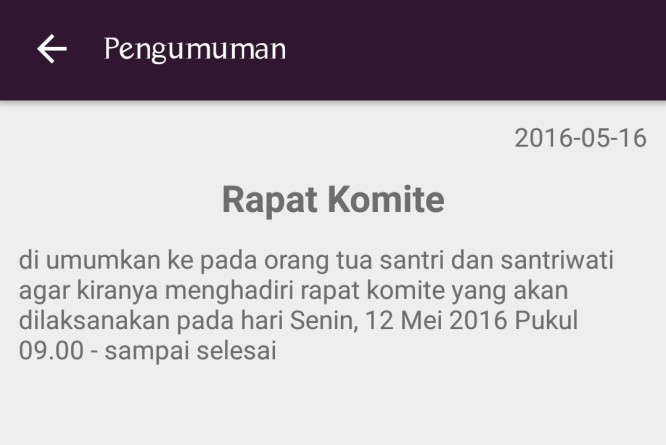 Pengumuman
2016-05-16
Rapat Komite
di umumkan ke pada orang tua santri dan santriwati
agar kiranya menghadiri rapat komite yang akan
dilaksanakan pada hari Senin, 12 Mei 2016 Pukul
09.00 - sampai selesai